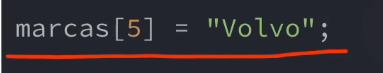 marcas[5] = "Volvo";